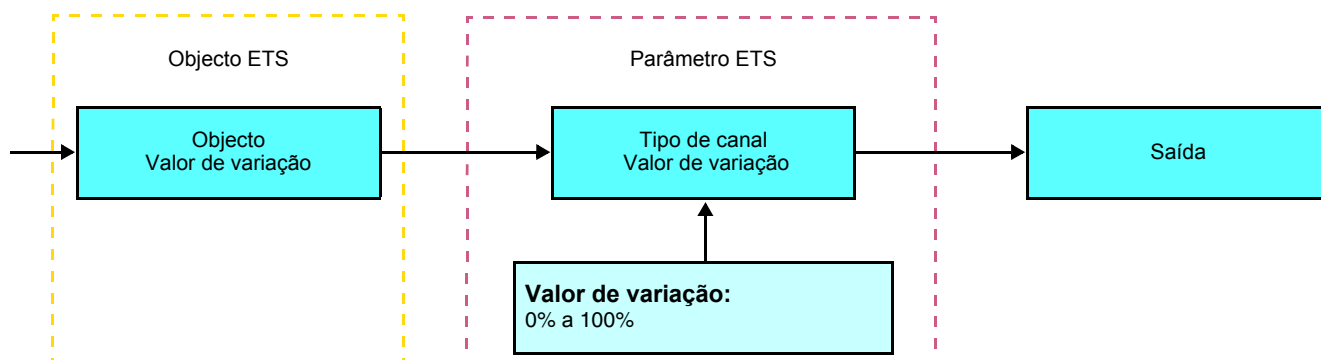 Objecto ETS
Parâmetro ETS
Objecto
Valor de variação
Tipo de canal
Valor de variação
Saída
Valor de variação:
0% a 100%